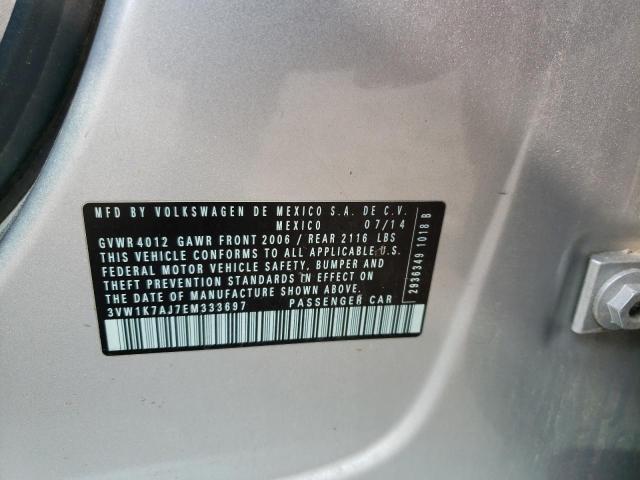 MFD BY VOLKSWAGEN DE MEXICO S.A. DE C.V.
MEXICO 07/14
GVWR 4012 GAWR FRONT 2006 / REAR 2116 LBS
THIS VEHICLE CONFORMS TO ALL APPLICABLE U.S.
FEDERAL MOTOR VEHICLE SAFETY, BUMPER AND
THEFT PREVENTION STANDARDS IN EFFECT ON
THE DATE OF MANUFACTURE SHOWN ABOVE.
3VW1K7AJ7EM333697 PASSENGER CAR
2936349 1018 B